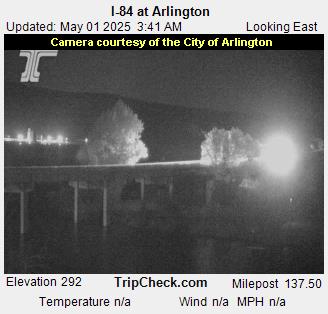 I-84 at Arlington
Updated: May 01 2025 3:41 AM Looking East
Camera courtesy of the City of Arlington
Elevation 292 TripCheck.com Milepost 137.50
Temperature n/a Wind n/a MPH n/a